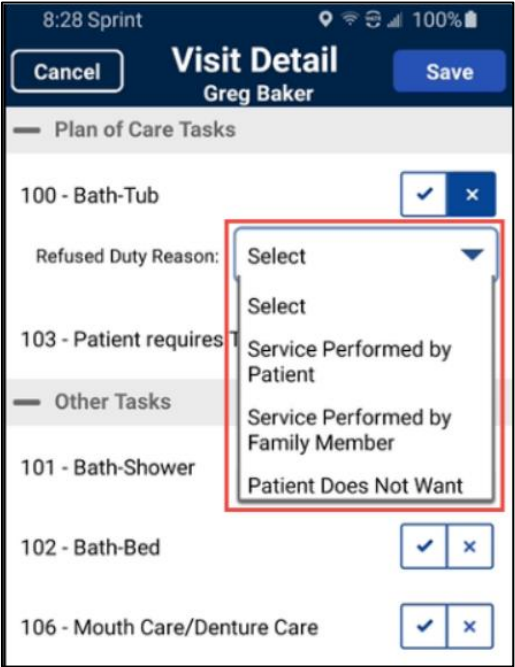 8:28 Sprint 100%
Cancel Visit Detail Save
Greg Baker
Plan of Care Tasks
100 - Bath-Tub
Refused Duty Reason: Select
Select
103 - Patient requires T
Service Performed by
Patient
Other Tasks
Service Performed by
Family Member
101 - Bath-Shower
Patient Does Not Want
102 - Bath-Bed
106 - Mouth Care/Denture Care